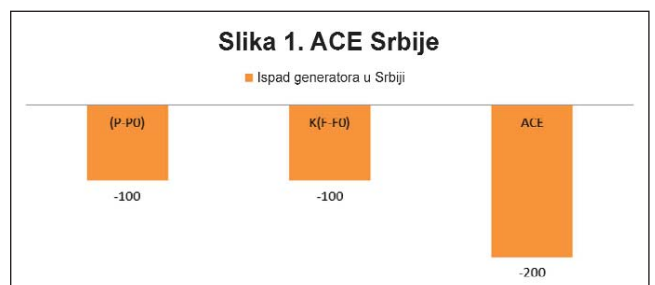 Slika 1. ACE Srbije
Ispad generatora u Srbiji
(P-P0) K(F-F0) ACE
-100 -100
-200